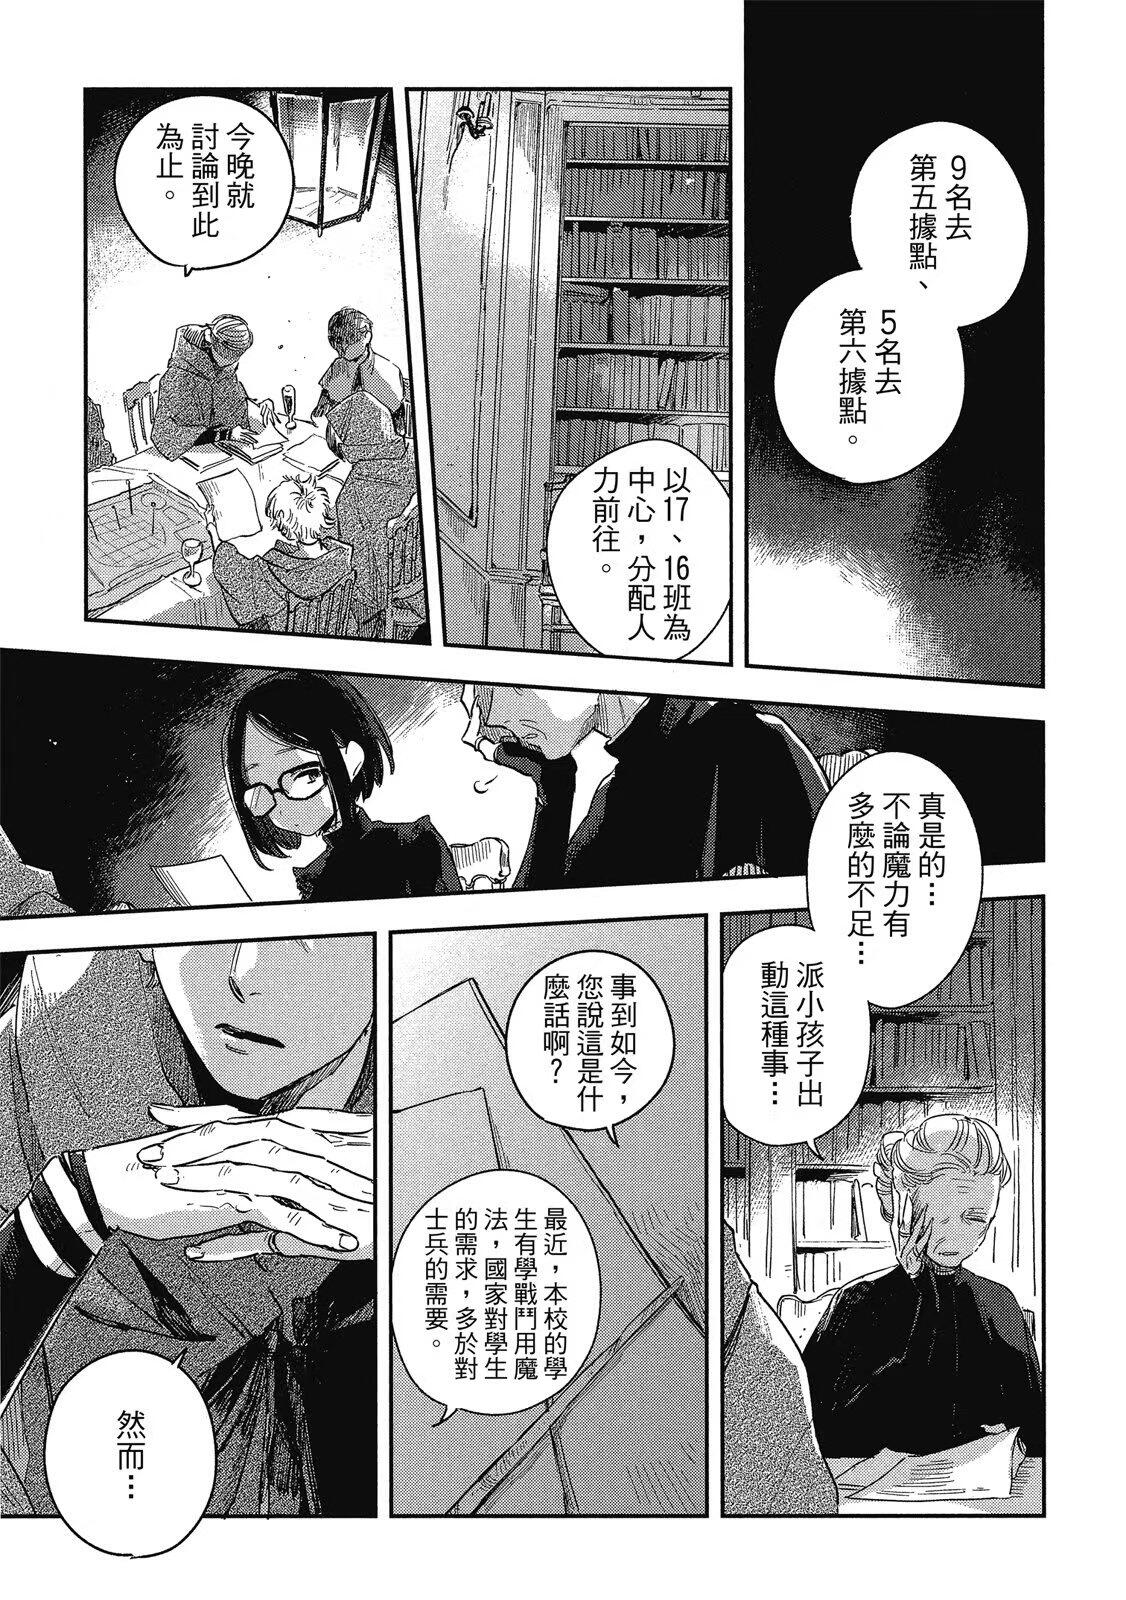 9名去
第五據點、
5名去
第六據點。
以17、16班為
中心，分配人
力前往。
今晚就
討論到此
為止。
真是的…
不論魔力有
多麼的不足…
派小孩子出
動這種事…
事到如今，
您說這是什
麼話啊？
最近，本校的學
生有學戰鬥用魔
法，國家對學生
的需求，多於對
士兵的需要。
然而…